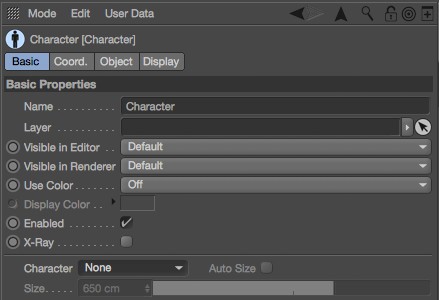 Mode Edit User Data
Character [Character]
Basic Coord. Object Display
Basic Properties
Name . . . . . . . . . . Character
Layer . . . . . . . . . .
Visible in Editor . . Default
Visible in Renderer Default
Use Color . . . . . . . Off
Display Color . .
Enabled . . . . . . . .
X-Ray . . . . . . . . .
Character None Auto Size
Size . . . . . 650 cm